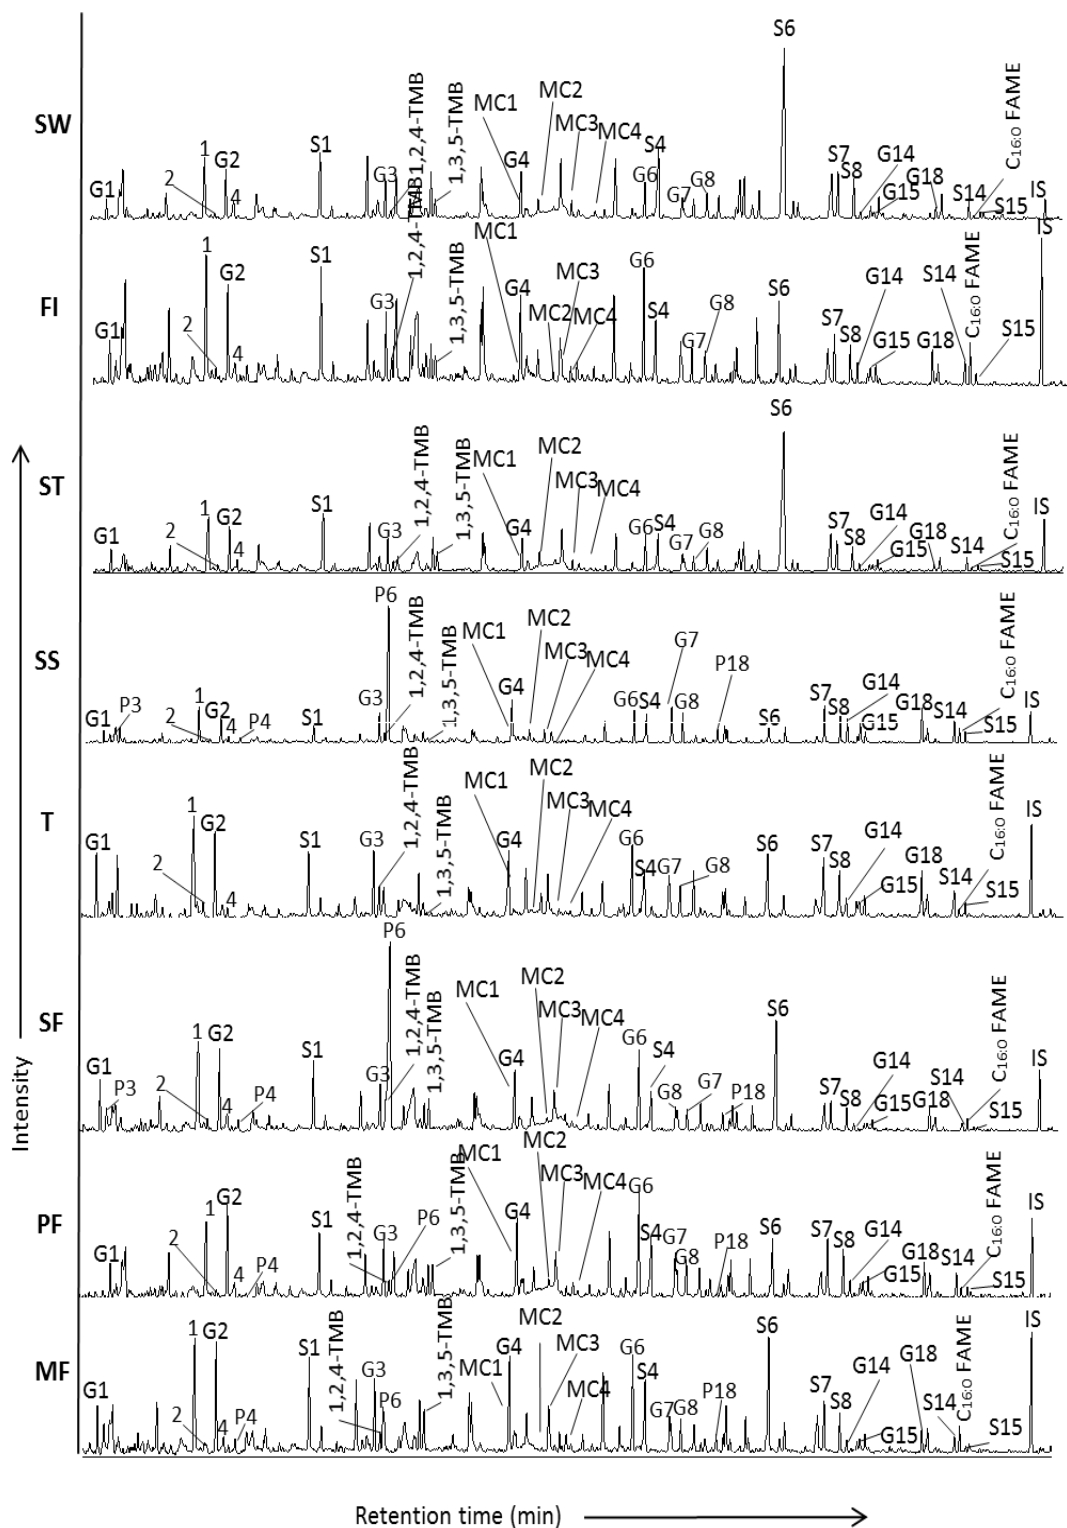 S6
SW
G1
2
1
G2
4
S1
G3
1,2,4-TMB
1,3,5-TMB
MC1
MC2
MC3
MC4
G4
G6
S4
G7
G8
S7
S8
G14
G15
G18
S14
C16:0 FAME
S15
IS
FI
G1
2
1
G2
4
S1
G3
1,2,4-TMB
1,3,5-TMB
MC1
G4
MC2
MC3
MC4
G6
S4
G7
G8
S6
S7
S8
G14
G15
G18
S14
C16:0 FAME
S15
IS
ST
G1
2
1
G2
4
S1
G3
1,2,4-TMB
1,3,5-TMB
MC1
MC2
MC3
MC4
G4
G6
S4
G7
G8
S6
S7
S8
G14
G15
G18
S14
C16:0 FAME
S15
IS
SS
G1
P3
2
1
G2
4
P4
S1
G3
P6
1,2,4-TMB
1,3,5-TMB
MC1
MC2
MC3
MC4
G4
G6
S4
G7
G8
P18
S6
S7
S8
G14
G15
G18
S14
C16:0 FAME
S15
IS
T
G1
2
1
G2
4
S1
G3
1,2,4-TMB
1,3,5-TMB
MC1
MC2
MC3
MC4
G4
G6
S4
G7
G8
S6
S7
S8
G14
G15
G18
S14
C16:0 FAME
S15
IS
SF
G1
P3
2
1
G2
4
P4
S1
G3
P6
1,2,4-TMB
1,3,5-TMB
MC1
MC2
MC3
MC4
G4
G6
S4
G8
G7
P18
S6
S7
S8
G14
G15
G18
S14
C16:0 FAME
S15
IS
PF
G1
2
1
G2
4
P4
S1
1,2,4-TMB
G3
P6
1,3,5-TMB
MC1
MC2
MC3
MC4
G4
G6
S4
G7
G8
P18
S6
S7
S8
G14
G15
G18
S14
C16:0 FAME
S15
IS
MF
G1
2
1
G2
4
P4
S1
1,2,4-TMB
G3
P6
1,3,5-TMB
MC1
G4
MC2
MC3
MC4
G6
S4
G7
G8
P18
S6
S7
S8
G14
G15
G18
S14
C16:0 FAME
S15
IS
Intensity
Retention time (min)